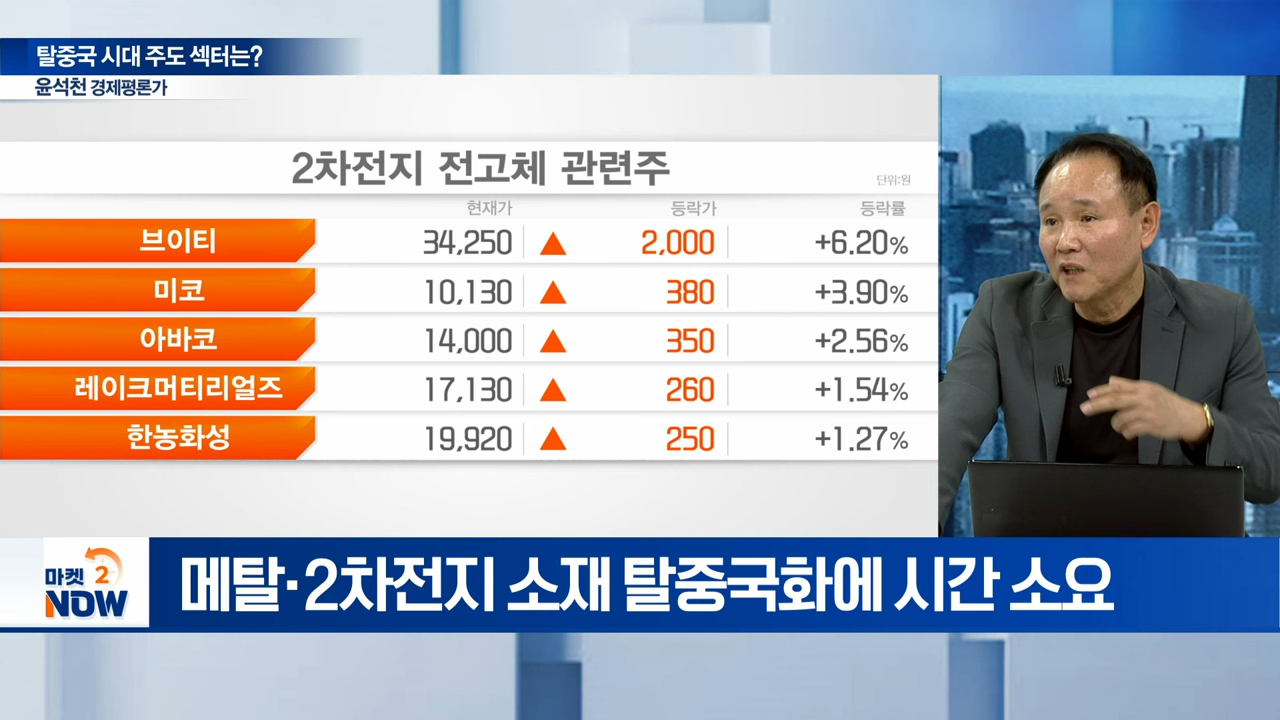 탈중국 시대 주도 섹터는?
윤석천 경제평론가
2차전지 전고체 관련주
단위:원
현재가 등락가 등락률
브이티 34,250 ▲ 2,000 +6.20%
미코 10,130 ▲ 380 +3.90%
아바코 14,000 ▲ 350 +2.56%
레이크머티리얼즈 17,130 ▲ 260 +1.54%
한농화성 19,920 ▲ 250 +1.27%
마켓 2
NOW
메탈·2차전지 소재 탈중국화에 시간 소요